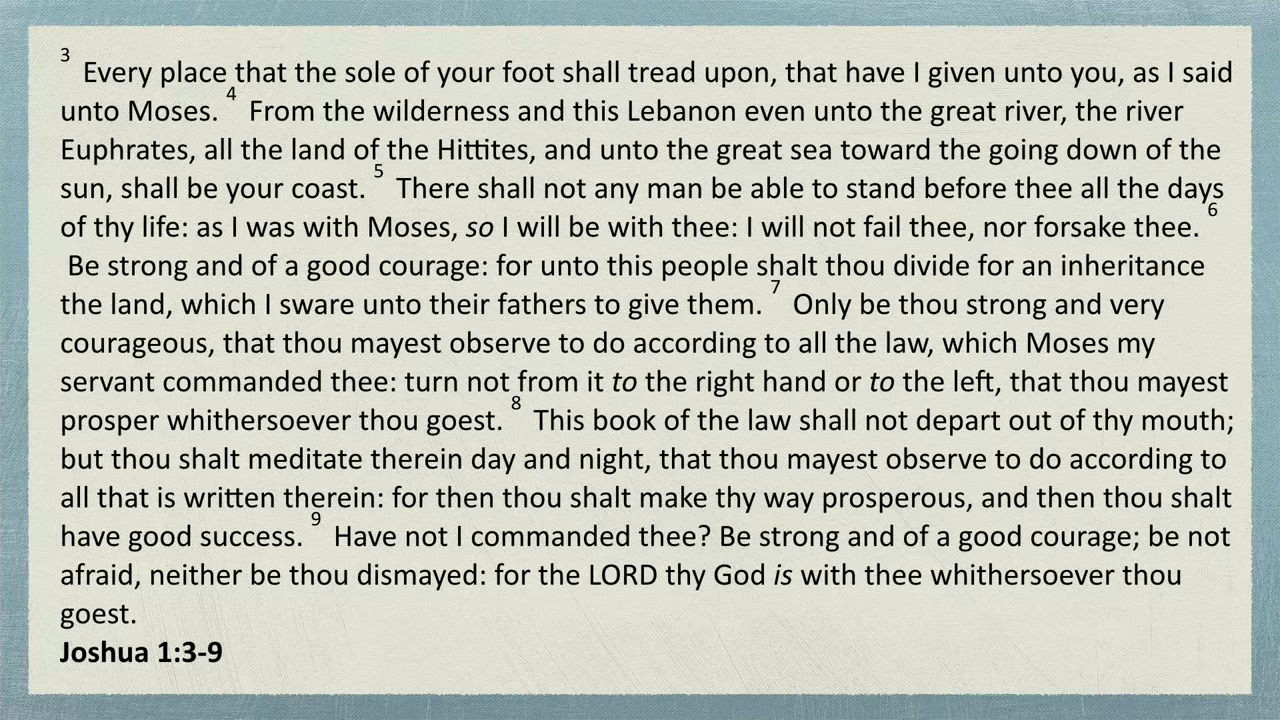 3 Every place that the sole of your foot shall tread upon, that have I given unto you, as I said
unto Moses. 4 From the wilderness and this Lebanon even unto the great river, the river
Euphrates, all the land of the Hittites, and unto the great sea toward the going down of the
sun, shall be your coast. 5 There shall not any man be able to stand before thee all the days
of thy life: as I was with Moses, so I will be with thee: I will not fail thee, nor forsake thee. 6
Be strong and of a good courage: for unto this people shalt thou divide for an inheritance
the land, which I sware unto their fathers to give them. 7 Only be thou strong and very
courageous, that thou mayest observe to do according to all the law, which Moses my
servant commanded thee: turn not from it to the right hand or to the left, that thou mayest
prosper whithersoever thou goest. 8 This book of the law shall not depart out of thy mouth;
but thou shalt meditate therein day and night, that thou mayest observe to do according to
all that is written therein: for then thou shalt make thy way prosperous, and then thou shalt
have good success. 9 Have not I commanded thee? Be strong and of a good courage; be not
afraid, neither be thou dismayed: for the LORD thy God is with thee whithersoever thou
goest.
Joshua 1:3-9